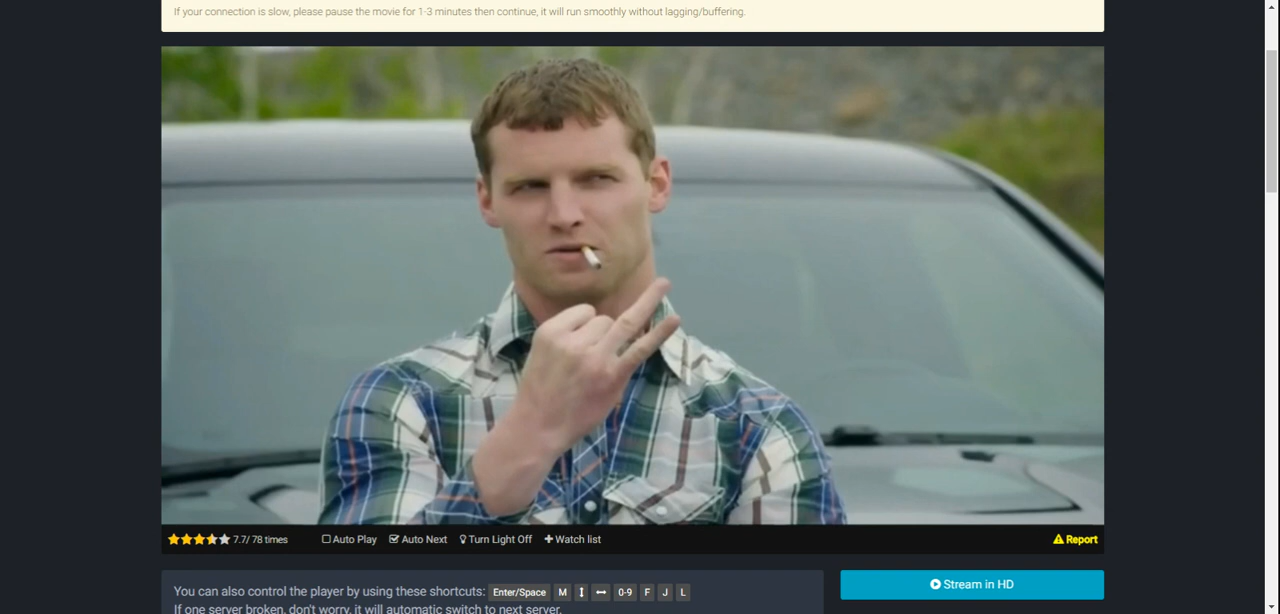 If your connection is slow, please pause the movie for 1-3 minutes then continue, it will run smoothly without lagging/buffering.
7.7/ 78 times Auto Play Auto Next Turn Light Off Watch list Report
You can also control the player by using these shortcuts: Enter/Space M 0-9 F J L
Stream in HD
If one server broken, don't worry, it will automatic switch to next server.